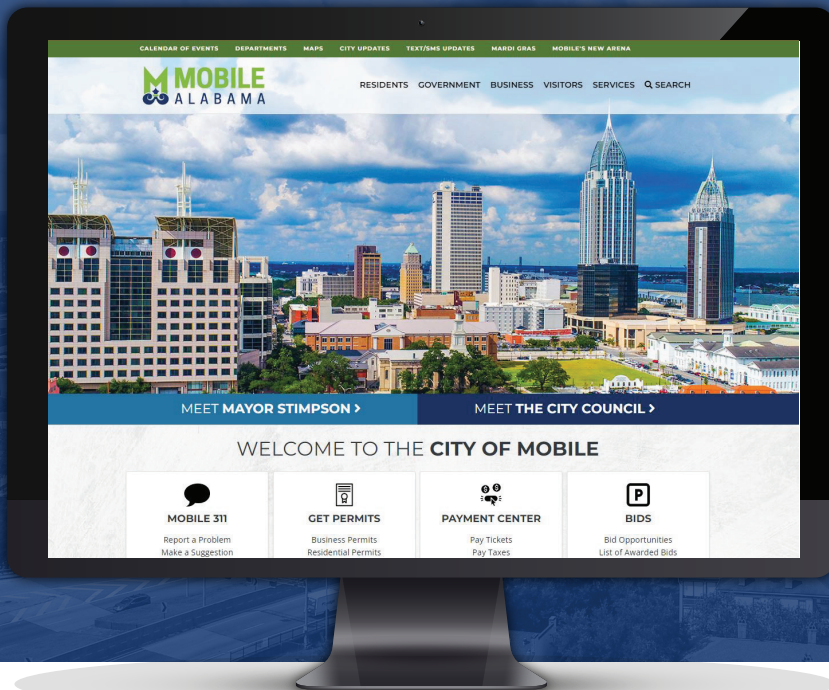 CALENDAR OF EVENTS DEPARTMENTS MAPS CITY UPDATES TEXT/SMS UPDATES MARDI GRAS MOBILE'S NEW ARENA
MOBILE
ALABAMA
RESIDENTS GOVERNMENT BUSINESS VISITORS SERVICES SEARCH
MEET MAYOR STIMPSON >
MEET THE CITY COUNCIL >
WELCOME TO THE CITY OF MOBILE
MOBILE 311
Report a Problem
Make a Suggestion
GET PERMITS
Business Permits
Residential Permits
$ $
PAYMENT CENTER
Pay Tickets
Pay Taxes
P
BIDS
Bid Opportunities
List of Awarded Bids